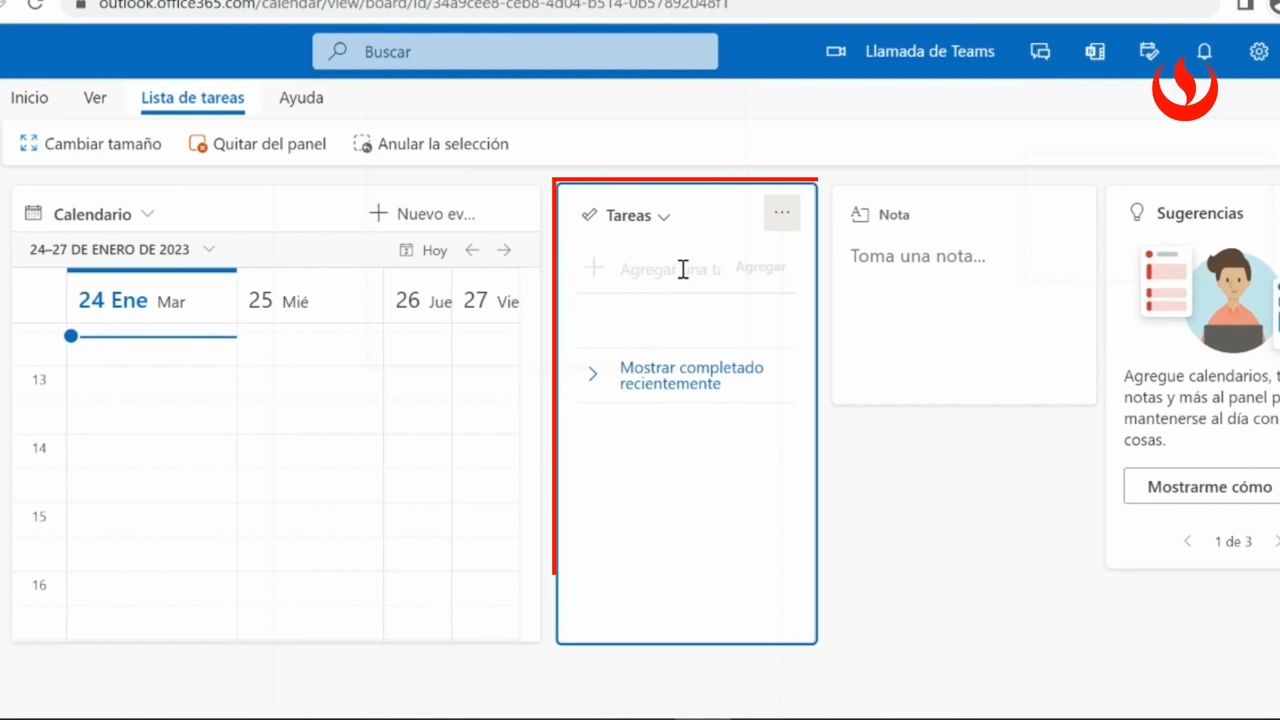 outlook.office365.com/calendar/view/board/id/34a9cee8-ceb8-4d04-b514-0b57892048f1
Buscar
Llamada de Teams
Inicio
Ver
Lista de tareas
Ayuda
Cambiar tamaño
Quitar del panel
Anular la selección
Calendario
Nuevo ev...
24–27 DE ENERO DE 2023
Hoy
24 Ene Mar
25 Mié
26 Jue
27 Vie
13
14
15
16
Tareas
...
Agregar una t
Agregar
Mostrar completado
recientemente
Nota
Toma una nota...
Sugerencias
Agregue calendarios, t
notas y más al panel p
mantenerse al día con
cosas.
Mostrarme cómo
1 de 3